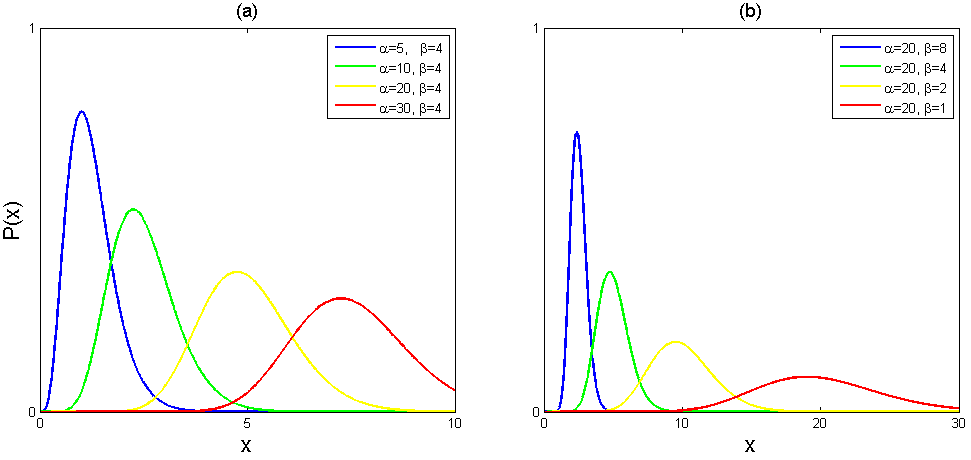 (a)
1
α=5, β=4
α=10, β=4
α=20, β=4
α=30, β=4
P(x)
0
0
5
10
x
(b)
1
α=20, β=8
α=20, β=4
α=20, β=2
α=20, β=1
0
0
10
20
30
x